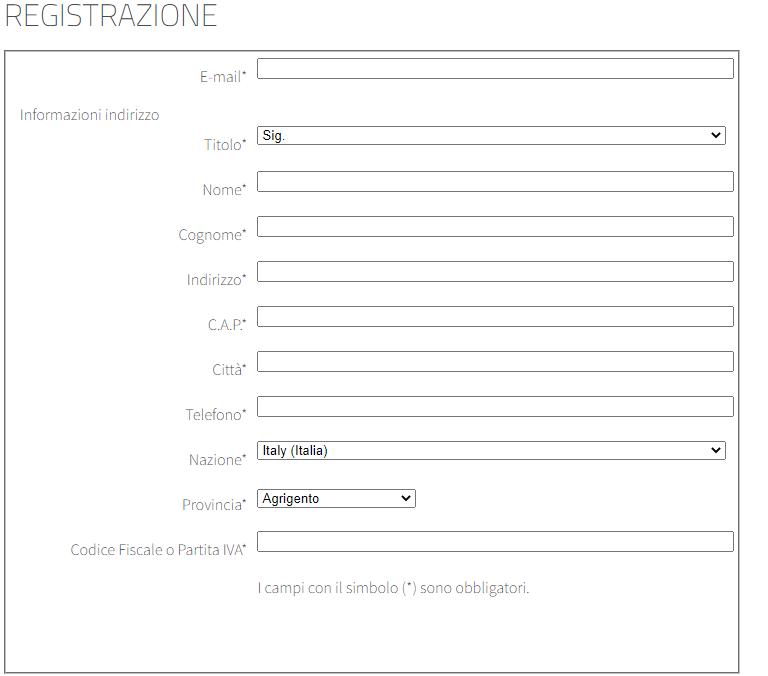 REGISTRAZIONE
E-mail*
Informazioni indirizzo
Titolo* Sig.
Nome*
Cognome*
Indirizzo*
C.A.P.*
Città*
Telefono*
Nazione* Italy (Italia)
Provincia* Agrigento
Codice Fiscale o Partita IVA*
I campi con il simbolo (*) sono obbligatori.